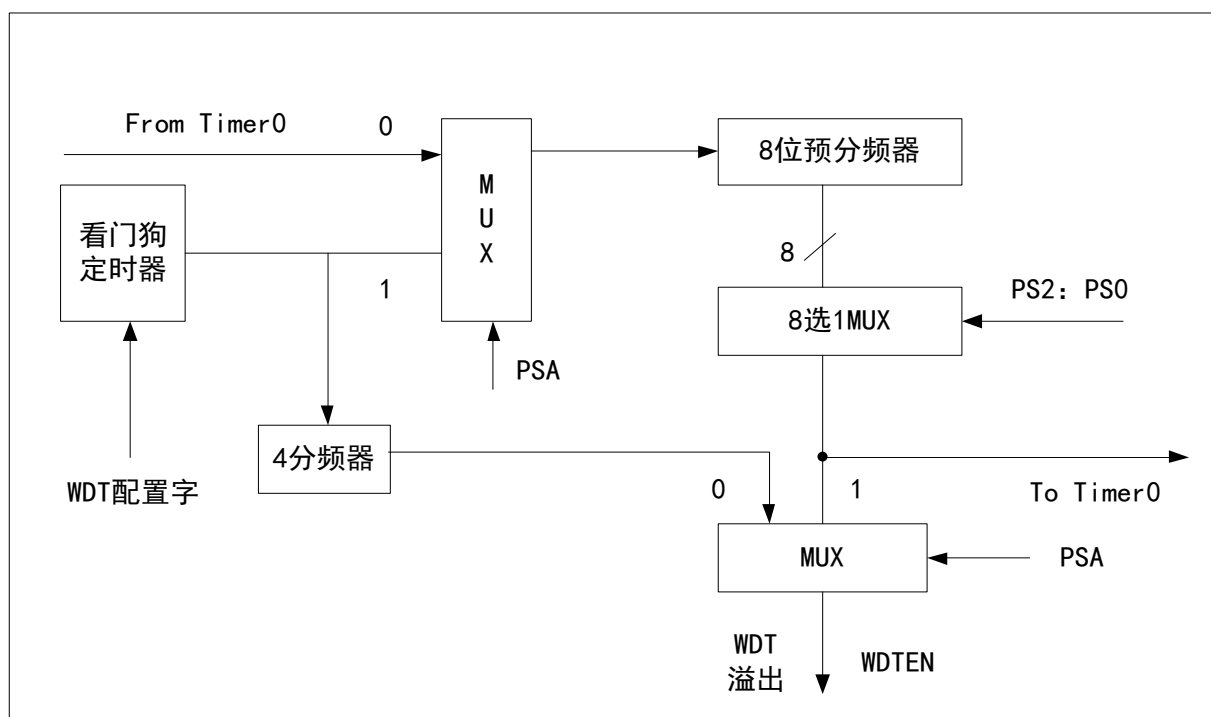 From Timer0
0
M
U
X
8位预分频器
看门狗
定时器
1
8
PS2：PS0
8选1MUX
PSA
4分频器
WDT配置字
0
1
To Timer0
MUX
PSA
WDT
溢出
WDTEN